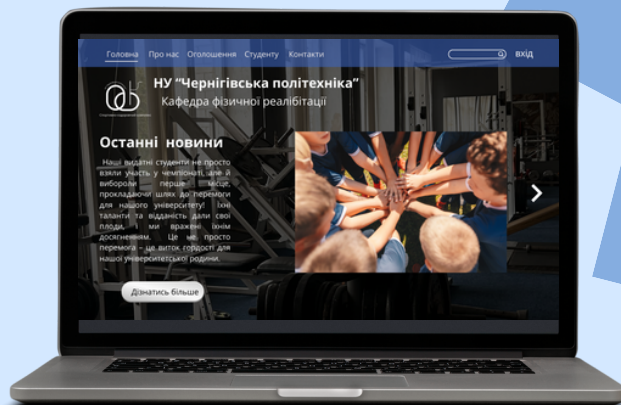 Головна Про нас Оголошення Студенту Контакти вхід
НУ “Чернігівська політехніка”
Кафедра фізичної реалібітації
Останні новини
Наші видатні студенти не просто
взяли участь у чемпіонаті, але й
вибороли перше місце,
прокладаючи шлях до перемоги
для нашого університету! Їхні
таланти та відданість дали свої
плоди, і ми вражені їхнім
досягненням. Це не просто
перемога – це виток гордості для
нашої університетської родини.
Дізнатись більше